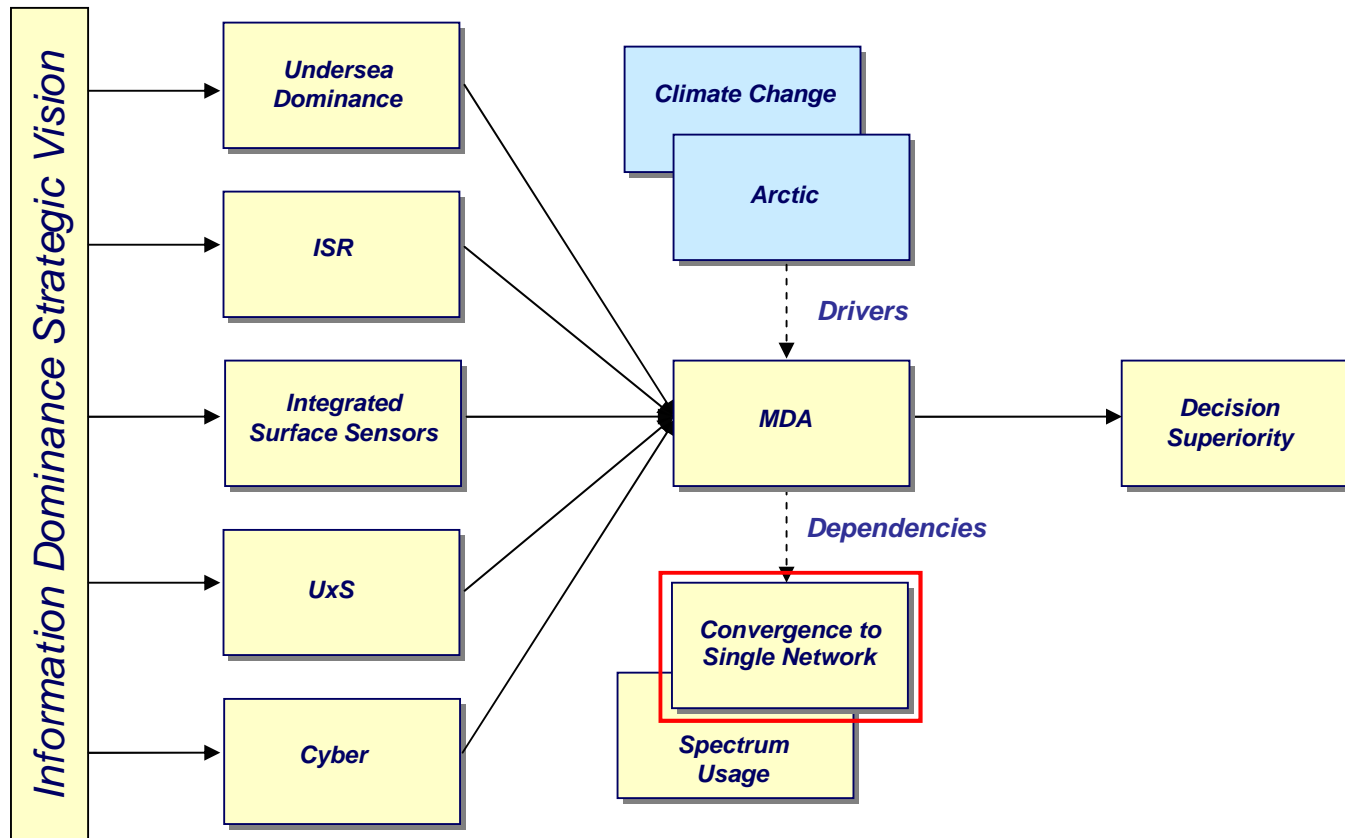 Information Dominance Strategic Vision
Undersea
Dominance
ISR
Integrated
Surface Sensors
UxS
Cyber
Climate Change
Arctic
Drivers
MDA
Dependencies
Convergence to
Single Network
Spectrum
Usage
Decision
Superiority